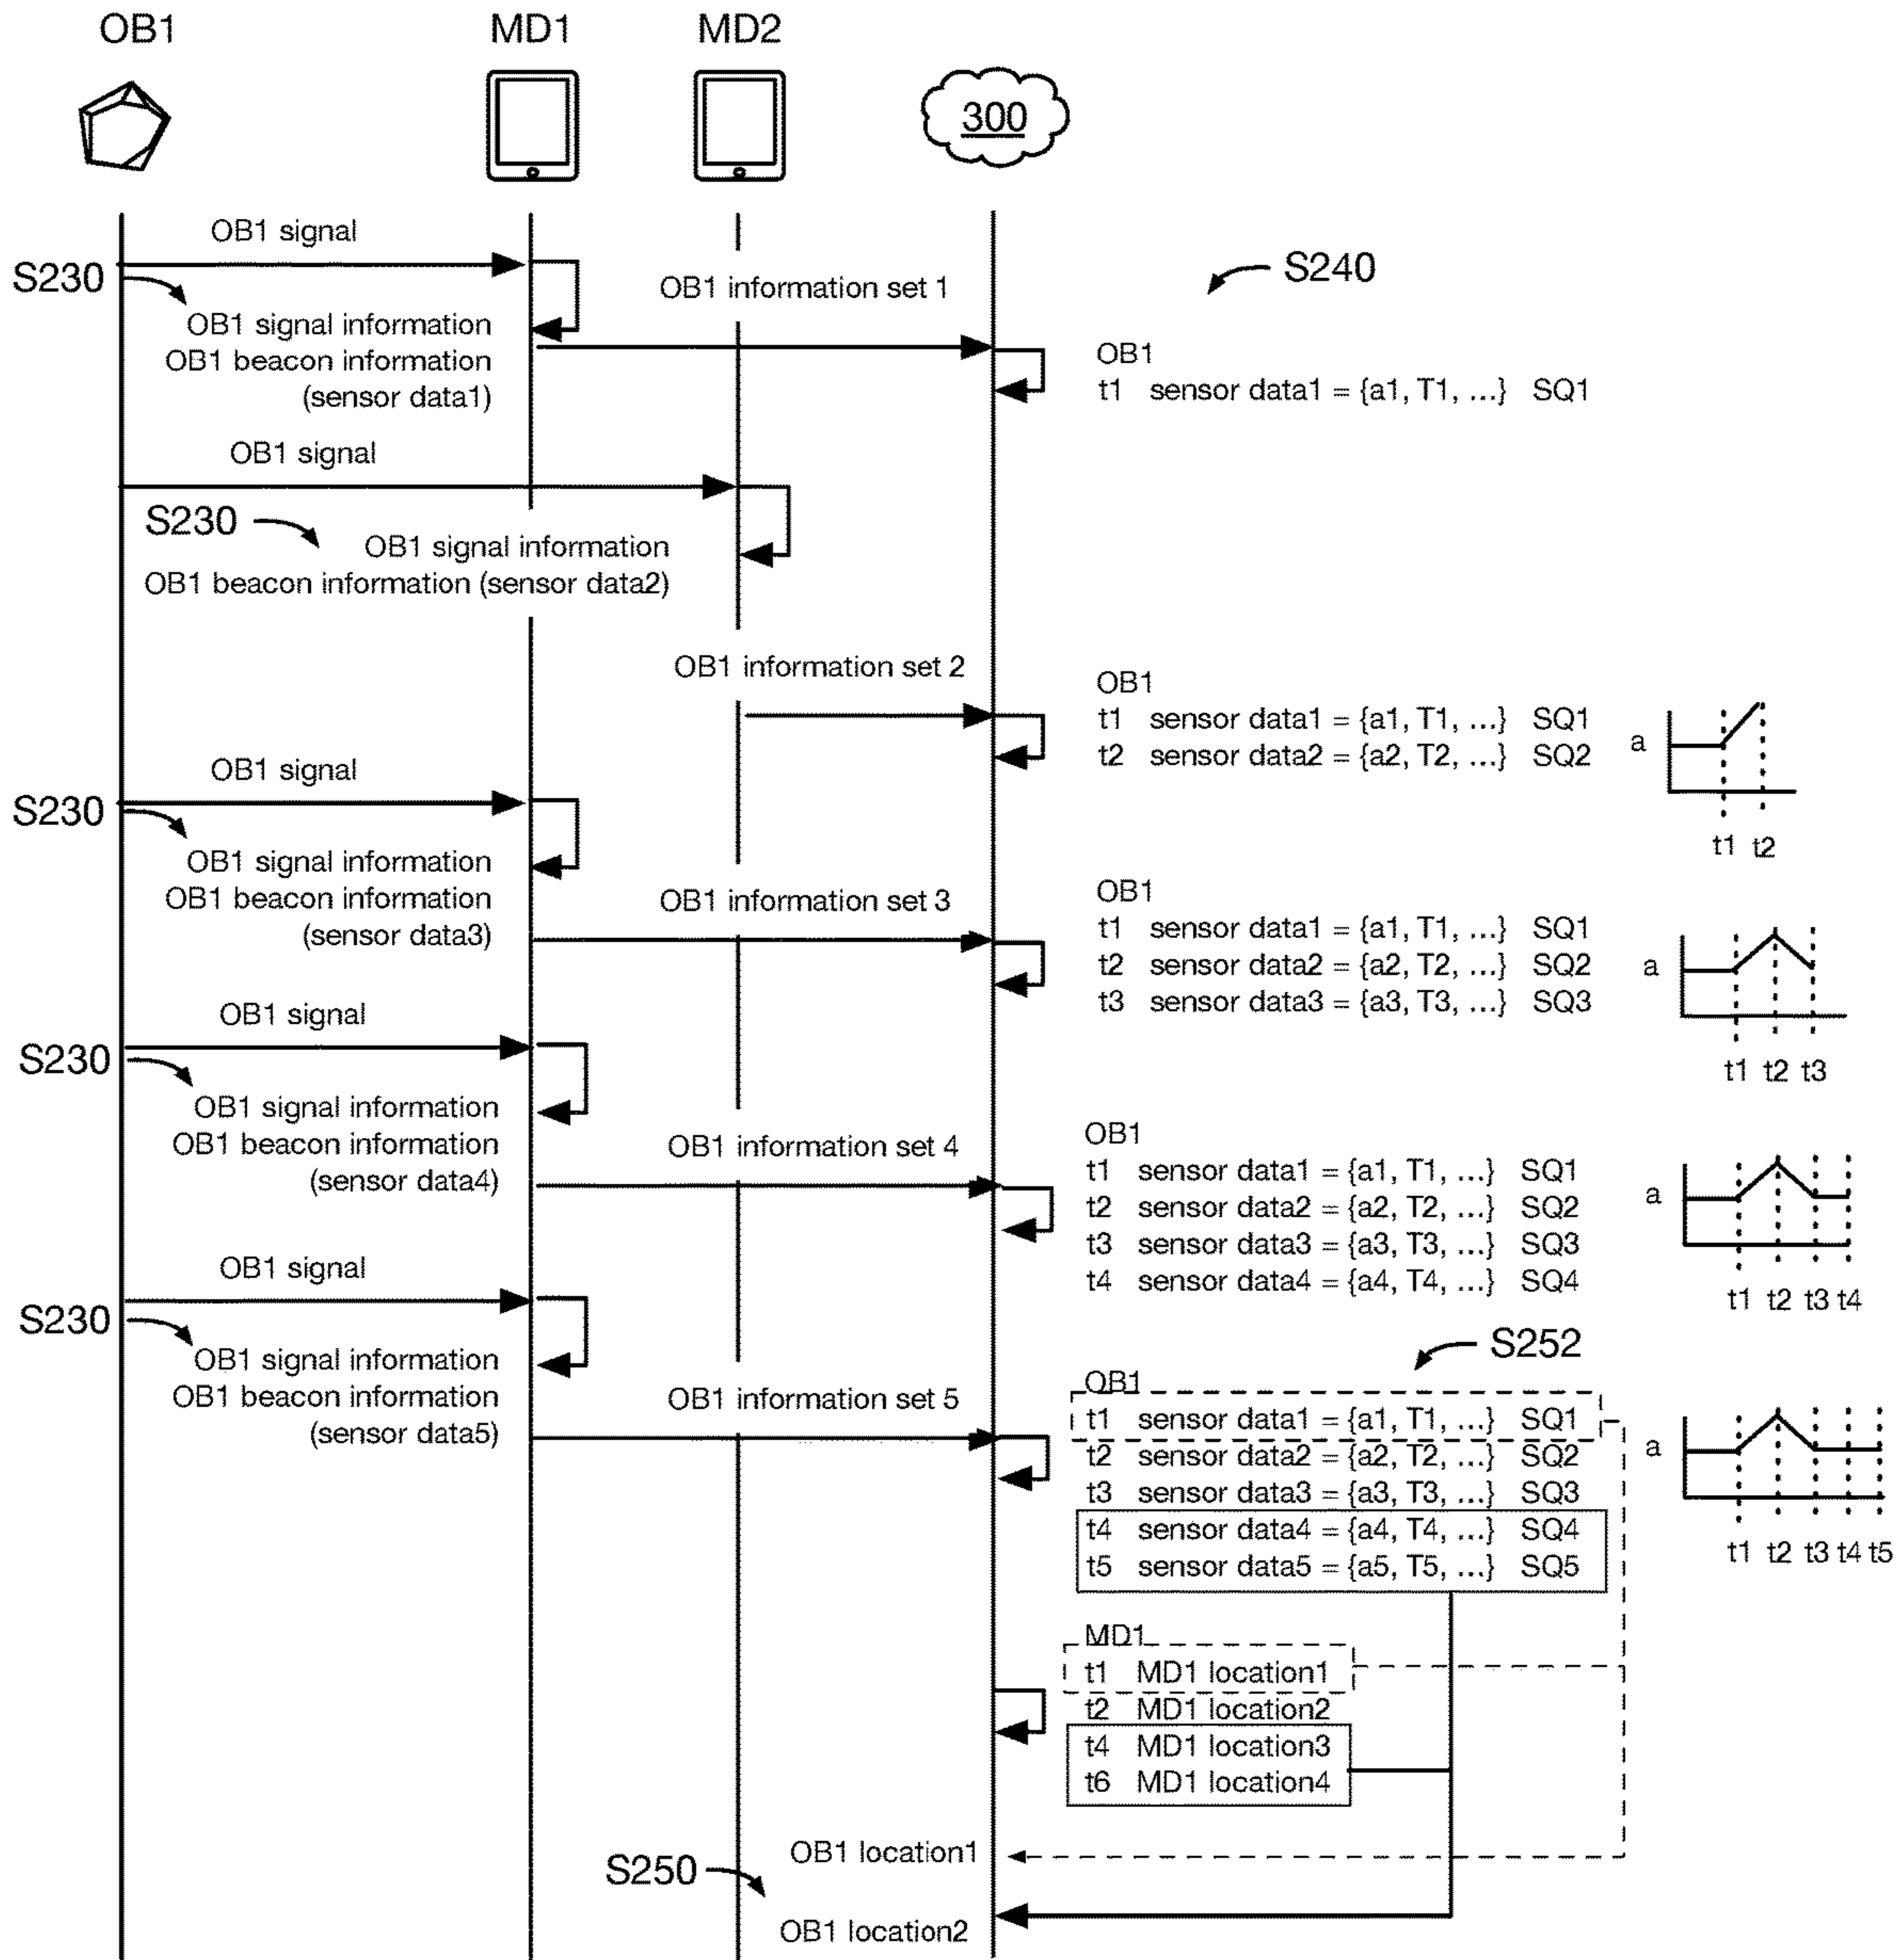 OB1 MD1 MD2
300
OB1 signal
S230
OB1 signal information
OB1 beacon information
(sensor data1)
OB1 information set 1
S240
OB1
t1 sensor data1 = {a1, T1, ...} SQ1
OB1 signal
S230
OB1 signal information
OB1 beacon information (sensor data2)
OB1 information set 2
OB1
t1 sensor data1 = {a1, T1, ...} SQ1
t2 sensor data2 = {a2, T2, ...} SQ2
a
t1 t2
OB1 signal
S230
OB1 signal information
OB1 beacon information
(sensor data3)
OB1 information set 3
OB1
t1 sensor data1 = {a1, T1, ...} SQ1
t2 sensor data2 = {a2, T2, ...} SQ2
t3 sensor data3 = {a3, T3, ...} SQ3
a
t1 t2 t3
OB1 signal
S230
OB1 signal information
OB1 beacon information
(sensor data4)
OB1 information set 4
OB1
t1 sensor data1 = {a1, T1, ...} SQ1
t2 sensor data2 = {a2, T2, ...} SQ2
t3 sensor data3 = {a3, T3, ...} SQ3
t4 sensor data4 = {a4, T4, ...} SQ4
a
t1 t2 t3 t4
OB1 signal
S230
OB1 signal information
OB1 beacon information
(sensor data5)
OB1 information set 5
S252
OB1
t1 sensor data1 = {a1, T1, ...} SQ1
t2 sensor data2 = {a2, T2, ...} SQ2
t3 sensor data3 = {a3, T3, ...} SQ3
t4 sensor data4 = {a4, T4, ...} SQ4
t5 sensor data5 = {a5, T5, ...} SQ5
a
t1 t2 t3 t4 t5
MD1
t1 MD1 location1
t2 MD1 location2
t4 MD1 location3
t6 MD1 location4
OB1 location1
S250
OB1 location2